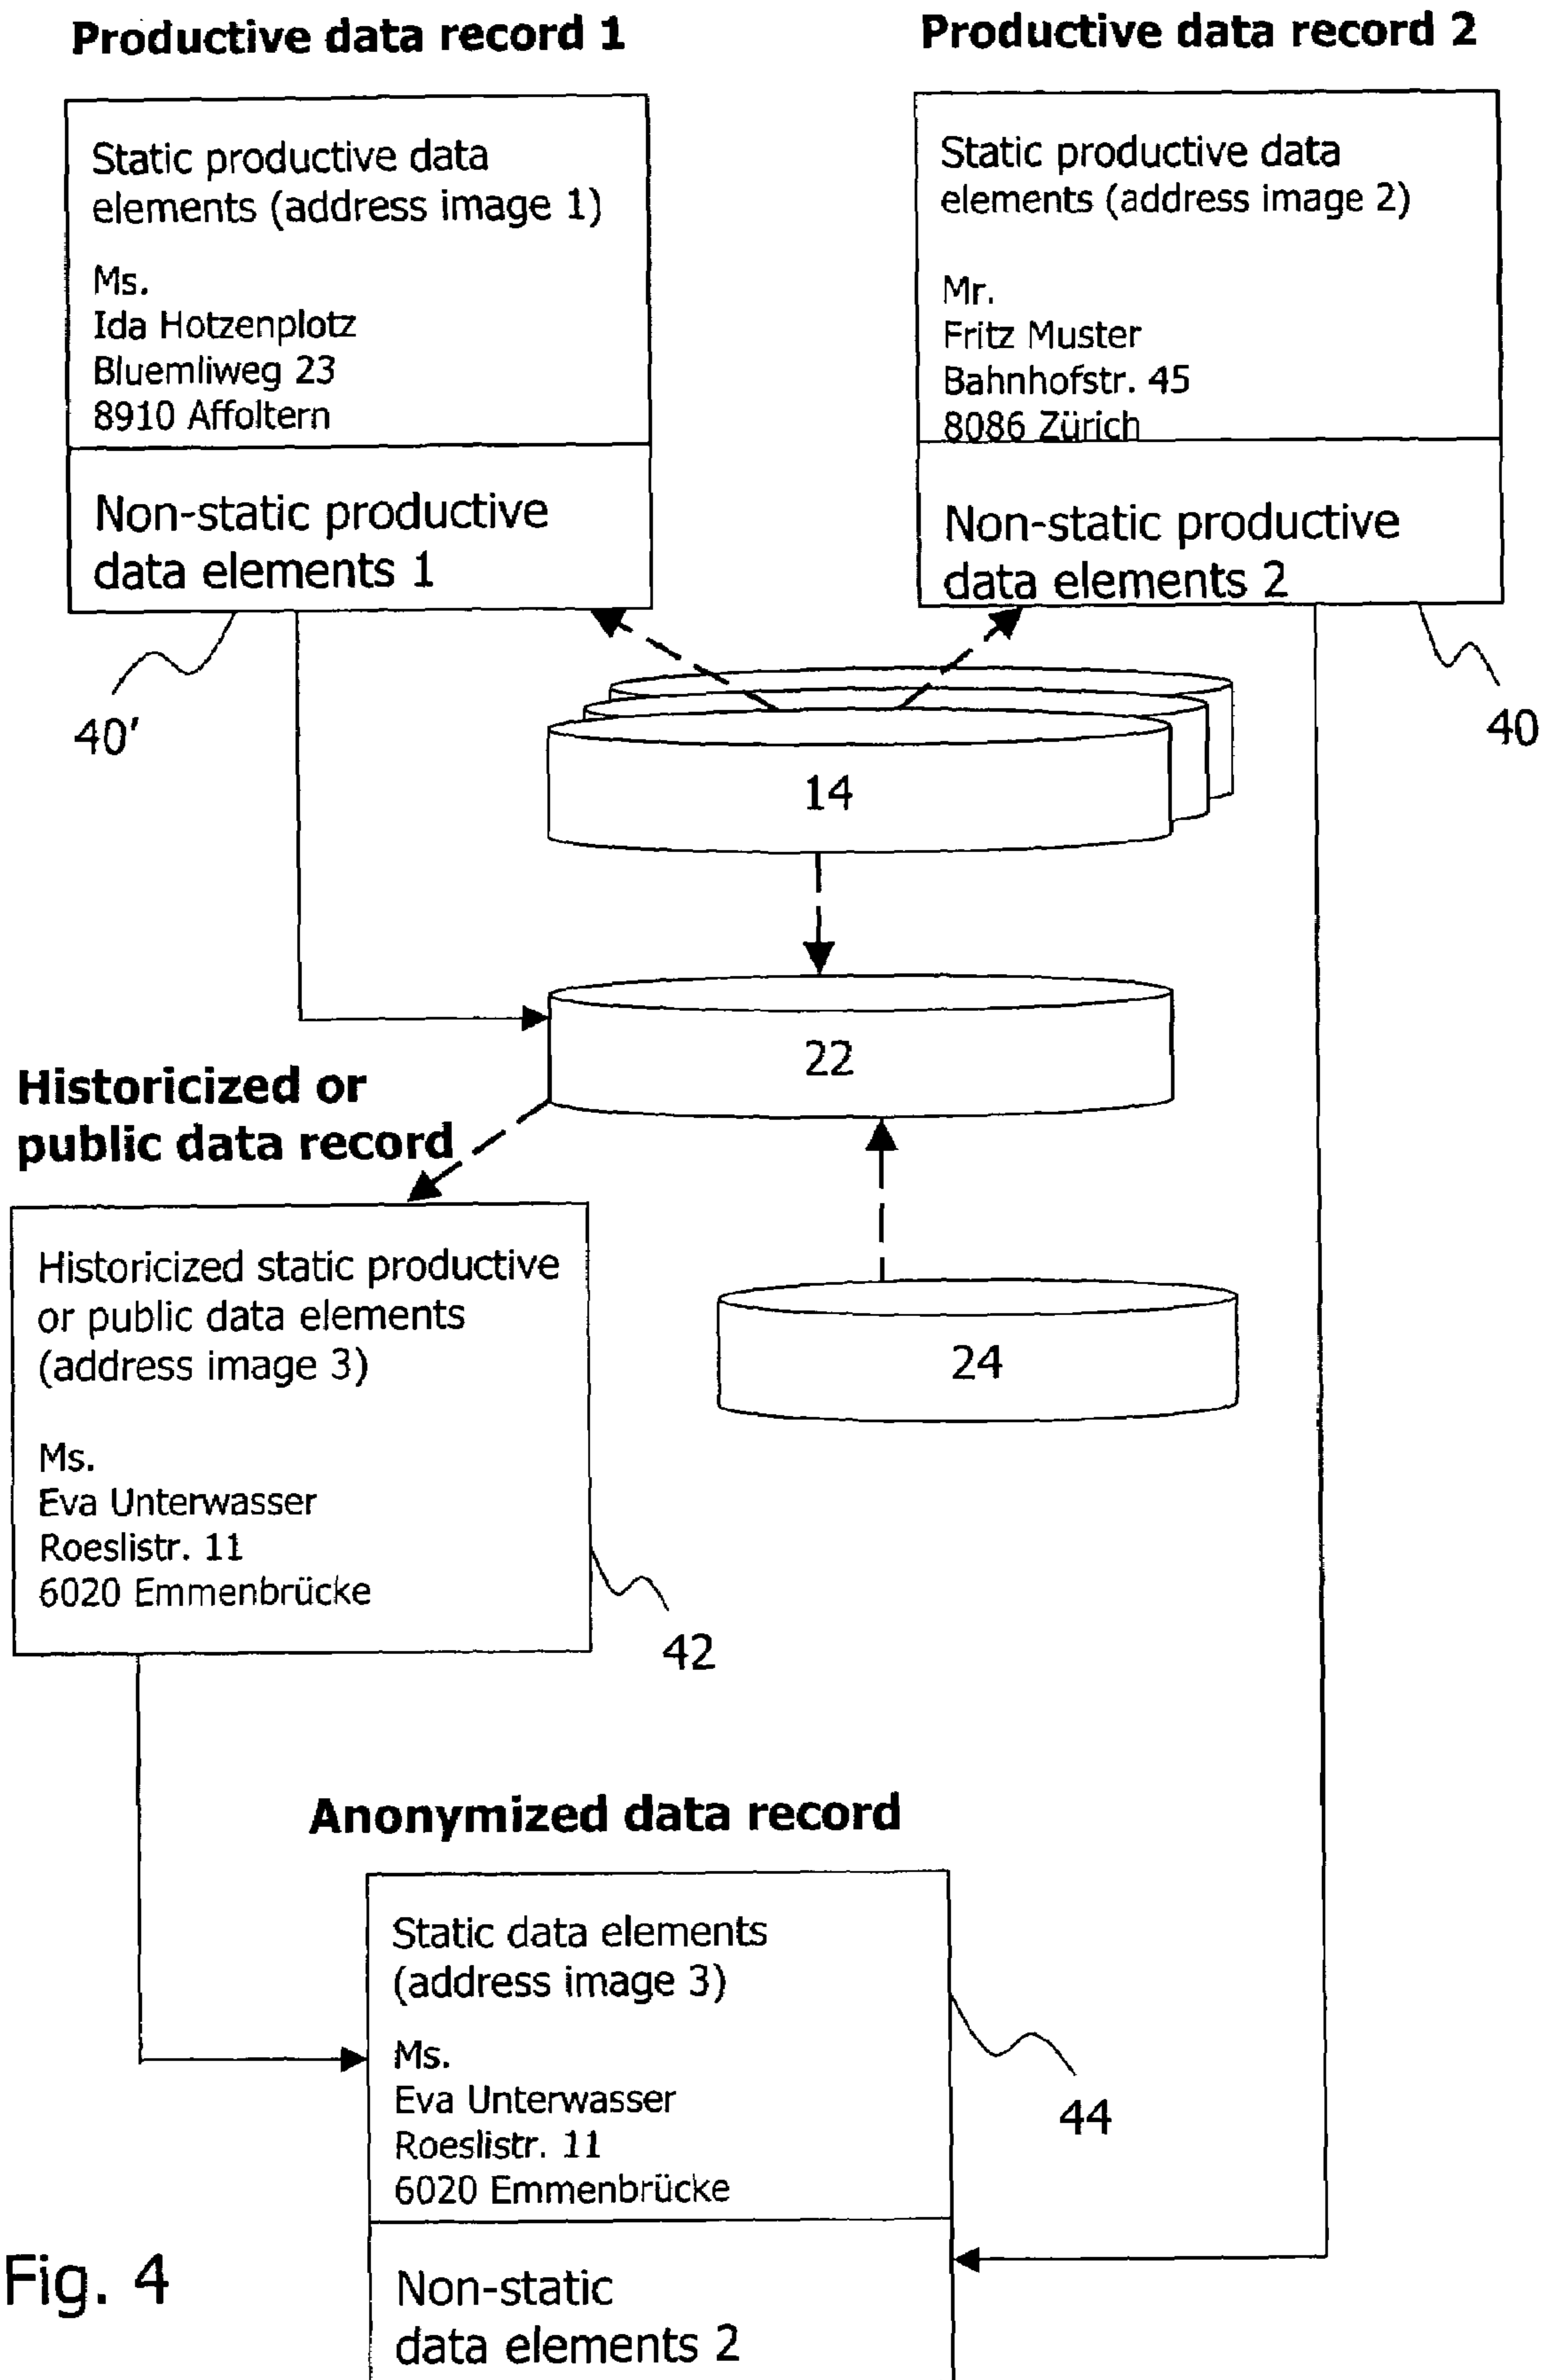 Productive data record 1
Static productive data
elements (address image 1)
Ms.
Ida Hotzenplotz
Bluemliweg 23
8910 Affoltern
Non-static productive
data elements 1
40'
Productive data record 2
Static productive data
elements (address image 2)
Mr.
Fritz Muster
Bahnhofstr. 45
8086 Zürich
Non-static productive
data elements 2
40
14
22
Historicized or
public data record
Historicized static productive
or public data elements
(address image 3)
Ms.
Eva Unterwasser
Roeslistr. 11
6020 Emmenbrücke
42
24
Anonymized data record
Static data elements
(address image 3)
Ms.
Eva Unterwasser
Roeslistr. 11
6020 Emmenbrücke
44
Non-static
data elements 2
Fig. 4